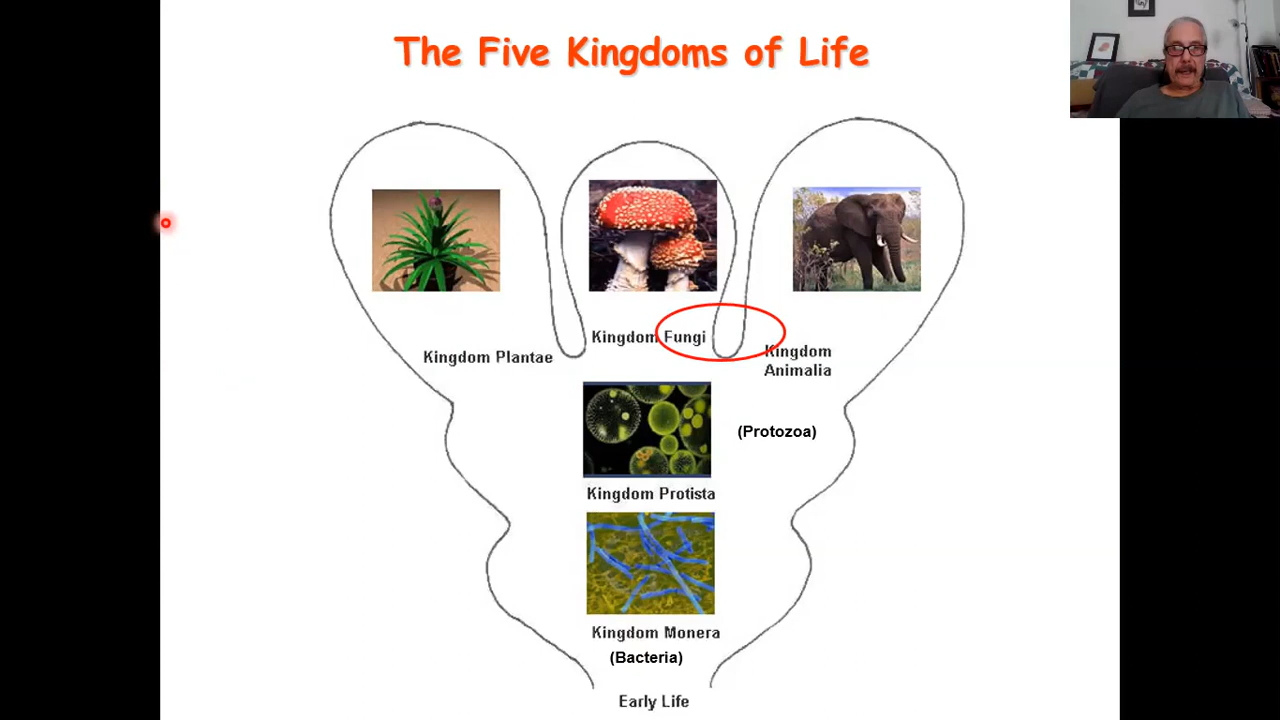 The Five Kingdoms of Life
Kingdom Plantae
Kingdom Fungi
Kingdom
Animalia
(Protozoa)
Kingdom Protista
Kingdom Monera
(Bacteria)
Early Life